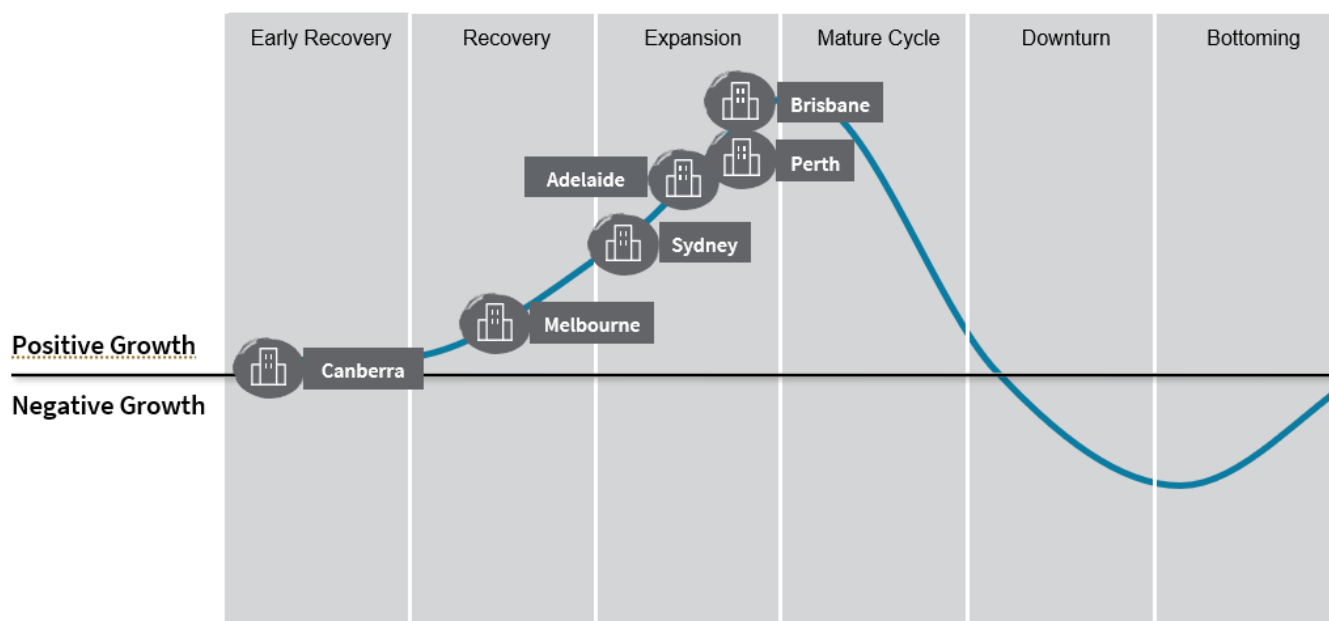 Early Recovery
Recovery
Expansion
Mature Cycle
Downturn
Bottoming
Brisbane
Perth
Adelaide
Sydney
Melbourne
Positive Growth
Canberra
Negative Growth